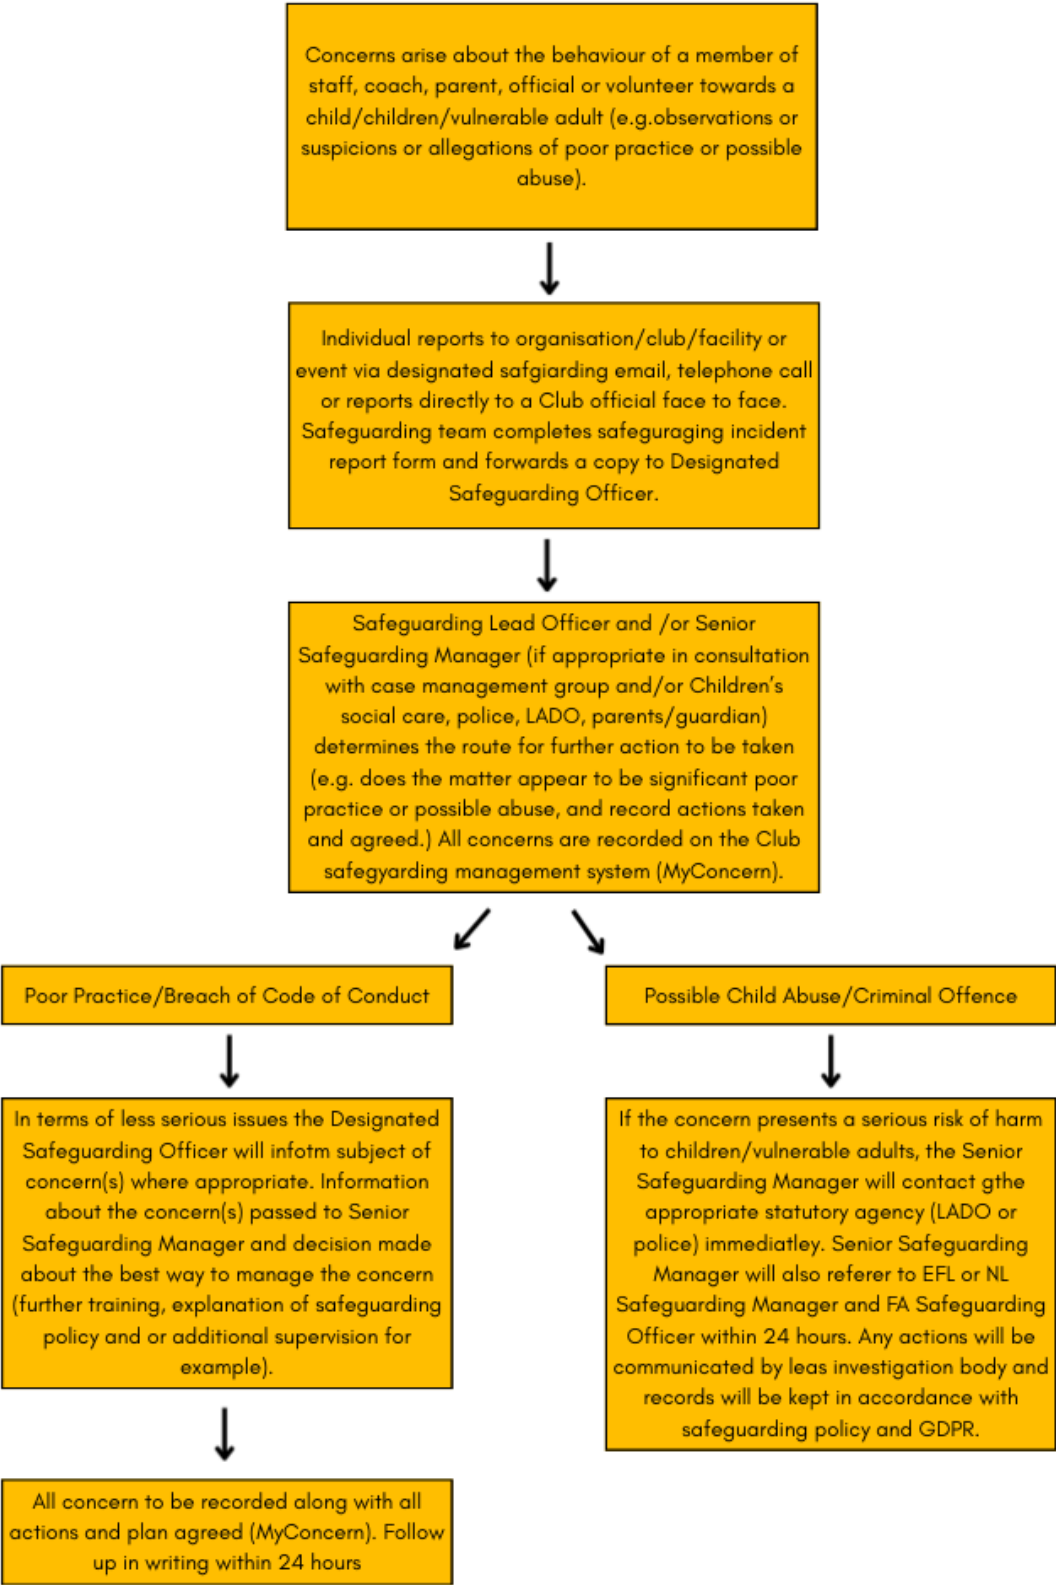 Concerns arise about the behaviour of a member of
staff, coach, parent, official or volunteer towards a
child/children/vulnerable adult (e.g.observations or
suspicions or allegations of poor practice or possible
abuse).
Individual reports to organisation/club/facility or
event via designated safgiarding email, telephone call
or reports directly to a Club official face to face.
Safeguarding team completes safeguraging incident
report form and forwards a copy to Designated
Safeguarding Officer.
Safeguarding Lead Officer and /or Senior
Safeguarding Manager (if appropriate in consultation
with case management group and/or Children's
social care, police, LADO, parents/guardian)
determines the route for further action to be taken
(e.g. does the matter appear to be significant poor
practice or possible abuse, and record actions taken
and agreed.) All concerns are recorded on the Club
safegyarding management system (MyConcern).
Poor Practice/Breach of Code of Conduct
In terms of less serious issues the Designated
Safeguarding Officer will infotm subject of
concern(s) where appropriate. Information
about the concern(s) passed to Senior
Safeguarding Manager and decision made
about the best way to manage the concern
(further training, explanation of safeguarding
policy and or additional supervision for
example).
All concern to be recorded along with all
actions and plan agreed (MyConcern). Follow
up in writing within 24 hours
Possible Child Abuse/Criminal Offence
If the concern presents a serious risk of harm
to children/vulnerable adults, the Senior
Safeguarding Manager will contact gthe
appropriate statutory agency (LADO or
police) immediatley. Senior Safeguarding
Manager will also referer to EFL or NL
Safeguarding Manager and FA Safeguarding
Officer within 24 hours. Any actions will be
communicated by leas investigation body and
records will be kept in accordance with
safeguarding policy and GDPR.